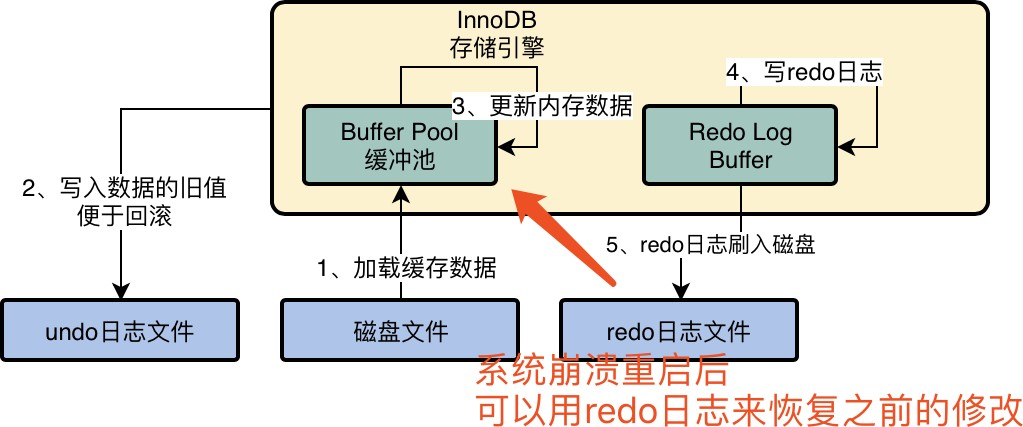 InnoDB
存储引擎
4、写redo日志
3、更新内存数据
Buffer Pool
缓冲池
Redo Log
Buffer
2、写入数据的旧值
便于回滚
5、redo日志刷入磁盘
1、加载缓存数据
undo日志文件
磁盘文件
redo日志文件
系统崩溃重启后
可以用redo日志来恢复之前的修改